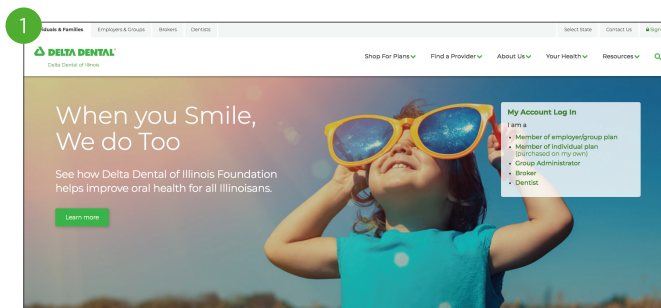 1
Individuals & Families Employers & Groups Brokers Dentists Select State Contact Us Sign
DELTA DENTAL®
Delta Dental of Illinois
Shop For Plans Find a Provider About Us Your Health Resources
When you Smile,
We do Too
See how Delta Dental of Illinois Foundation
helps improve oral health for all Illinoisans.
Learn more
My Account Log In
I am a
• Member of employer/group plan
• Member of individual plan
(purchased on my own)
• Group Administrator
• Broker
• Dentist